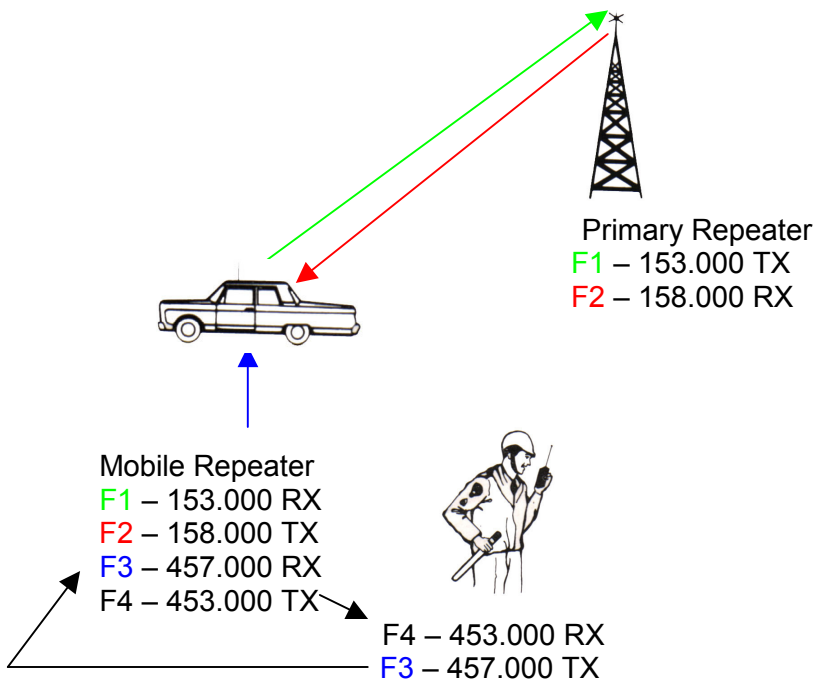 Primary Repeater
F1 – 153.000 TX
F2 – 158.000 RX
Mobile Repeater
F1 – 153.000 RX
F2 – 158.000 TX
F3 – 457.000 RX
F4 – 453.000 TX
F4 – 453.000 RX
F3 – 457.000 TX